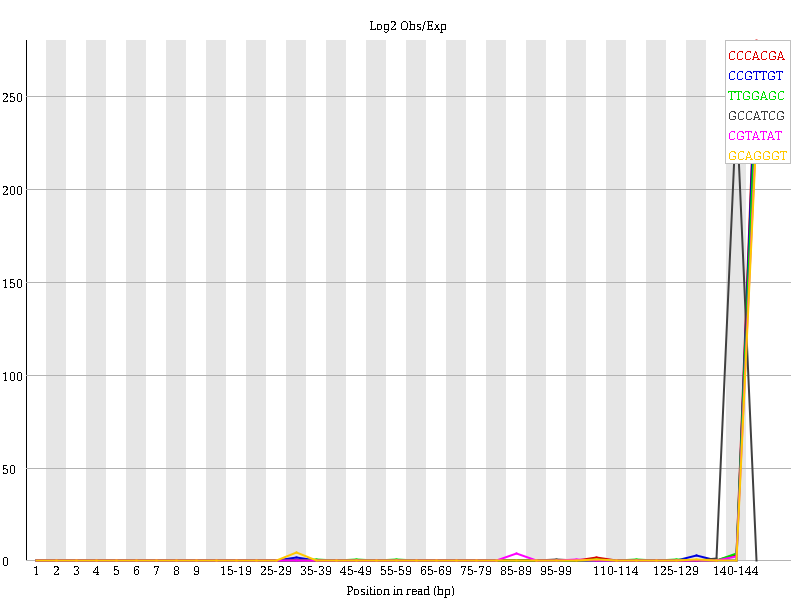 Log2 Obs/Exp
CCCACGA
CCGTTGT
TTGGAGC
GCCATCG
CGTATAT
GCAGGGT
250
200
150
100
50
0
1 2 3 4 5 6 7 8 9 15-19 25-29 35-39 45-49 55-59 65-69 75-79 85-89 95-99 110-114 125-129 140-144
Position in read (bp)